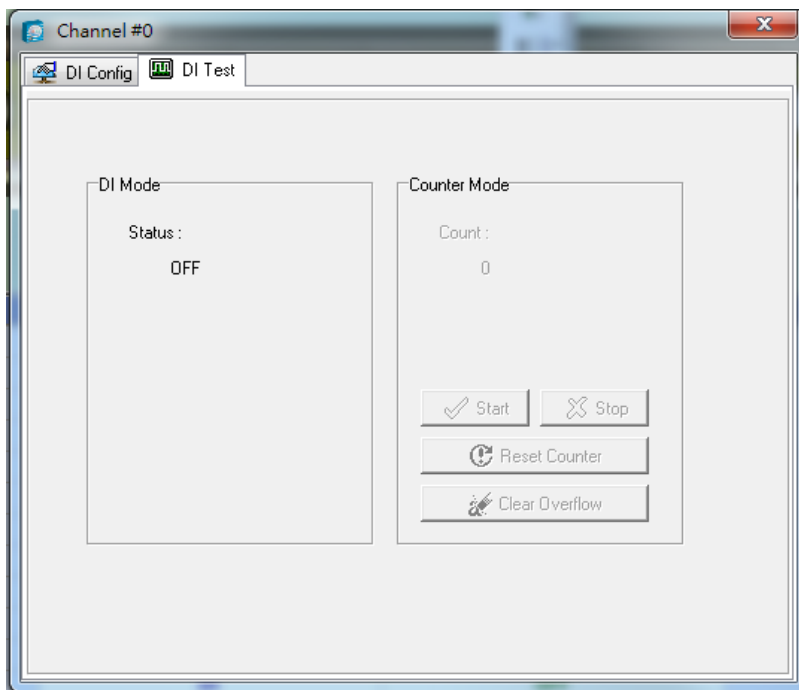 Channel #0
DI Config
DI Test
DI Mode
Status :
OFF
Counter Mode
Count :
0
Start
Stop
Reset Counter
Clear Overflow